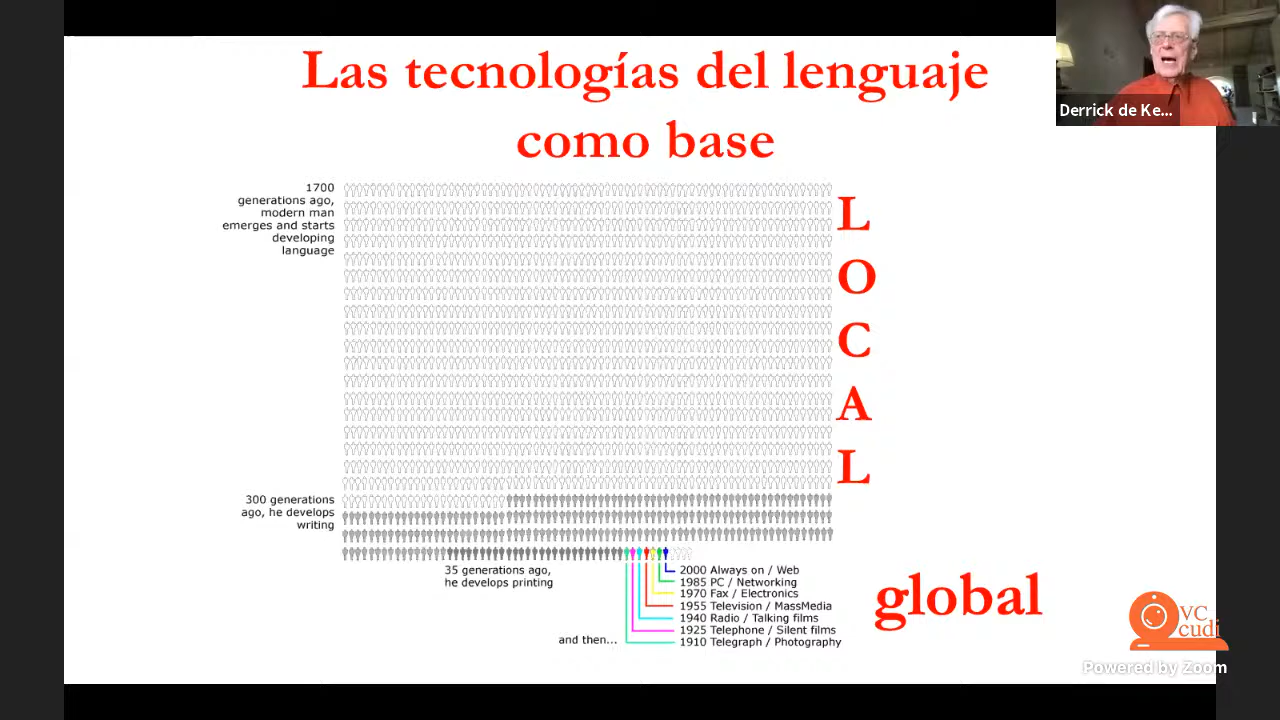 Las tecnologías del lenguaje
como base
Derrick de Ke...
1700
generations ago,
modern man
emerges and starts
developing
language
L
O
C
A
L
300 generations
ago, he develops
writing
35 generations ago,
he develops printing
and then...
2000 Always on / Web
1985 PC / Networking
1970 Fax / Electronics
1955 Television / MassMedia
1940 Radio / Talking films
1925 Telephone / Silent films
1910 Telegraph / Photography
global
VC
cudi
Powered by Zoom